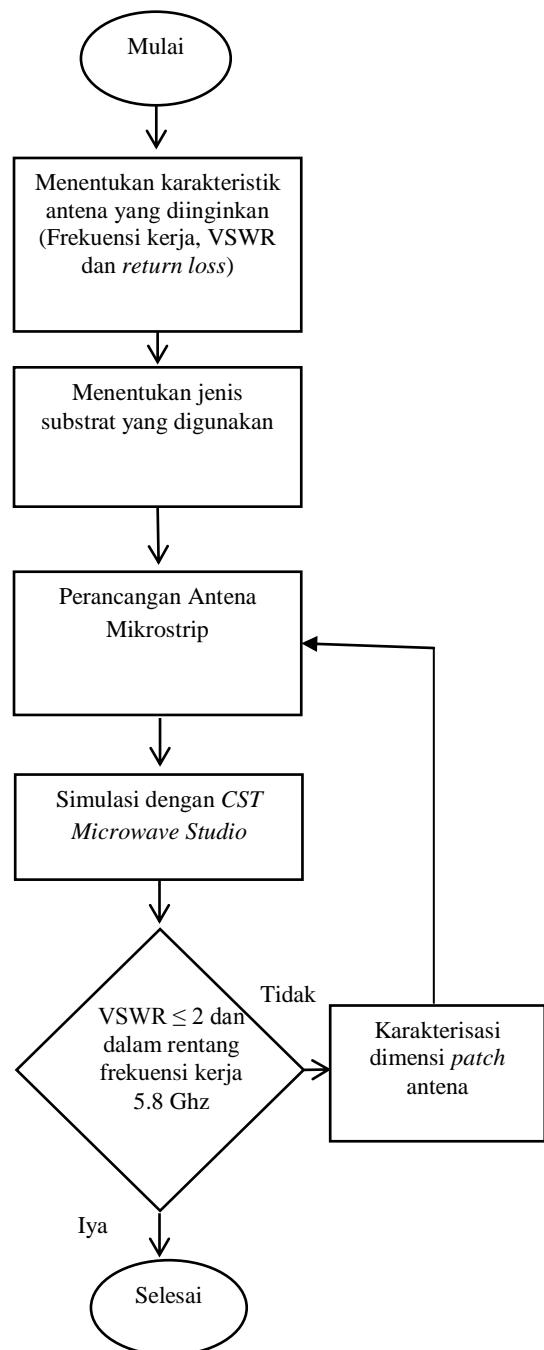 Mulai
Menentukan karakteristik
antena yang diinginkan
(Frekuensi kerja, VSWR
dan return loss)
Menentukan jenis
substrat yang digunakan
Perancangan Antena
Mikrostrip
Simulasi dengan CST
Microwave Studio
VSWR ≤ 2 dan
dalam rentang
frekuensi kerja
5.8 Ghz
Tidak
Karakterisasi
dimensi patch
antena
Iya
Selesai